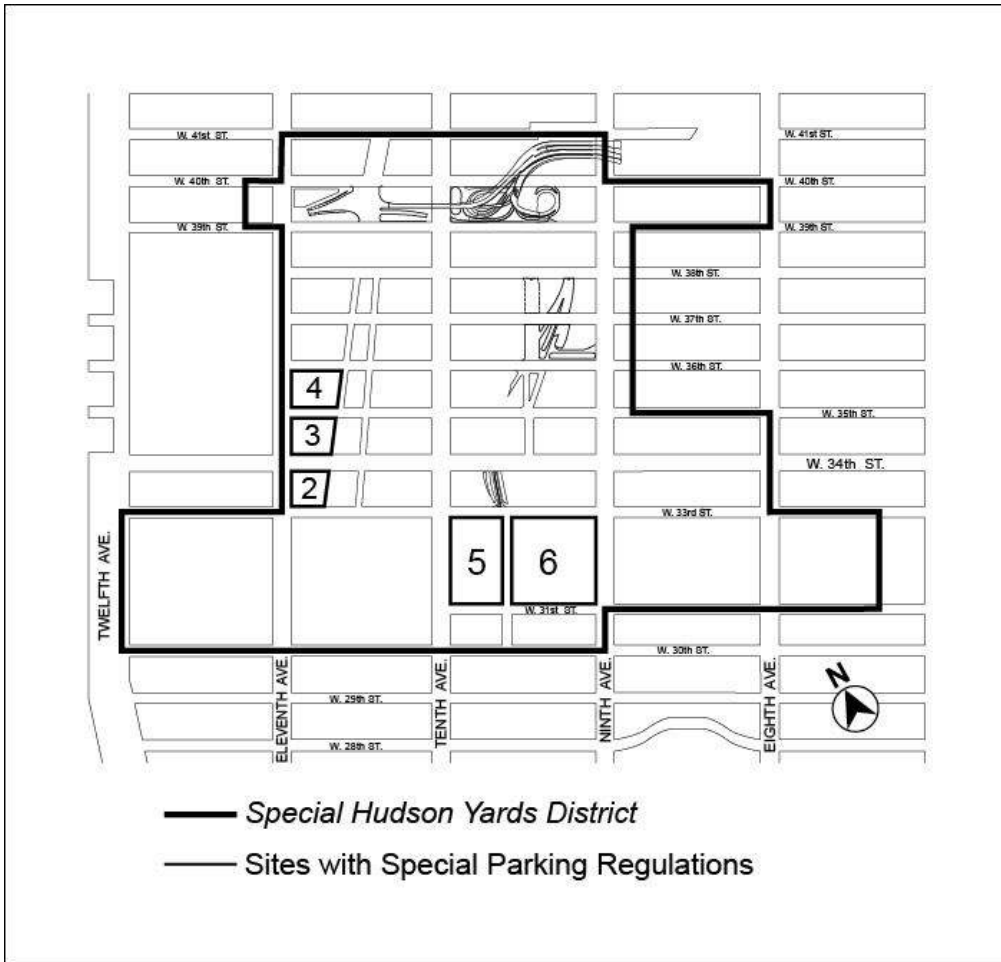 W. 41st ST.
W. 41st ST.
W. 40th ST.
W. 40th ST.
W. 39th ST.
W. 39th ST.
W. 38th ST.
W. 37th ST.
W. 36th ST.
4
W. 35th ST.
3
W. 34th ST.
2
W. 33rd ST.
5
6
TWELFTH AVE.
W. 31st ST.
W. 30th ST.
ELEVENTH AVE.
TENTH AVE.
NINTH AVE.
EIGHTH AVE.
N
W. 29th ST.
W. 28th ST.
Special Hudson Yards District
Sites with Special Parking Regulations